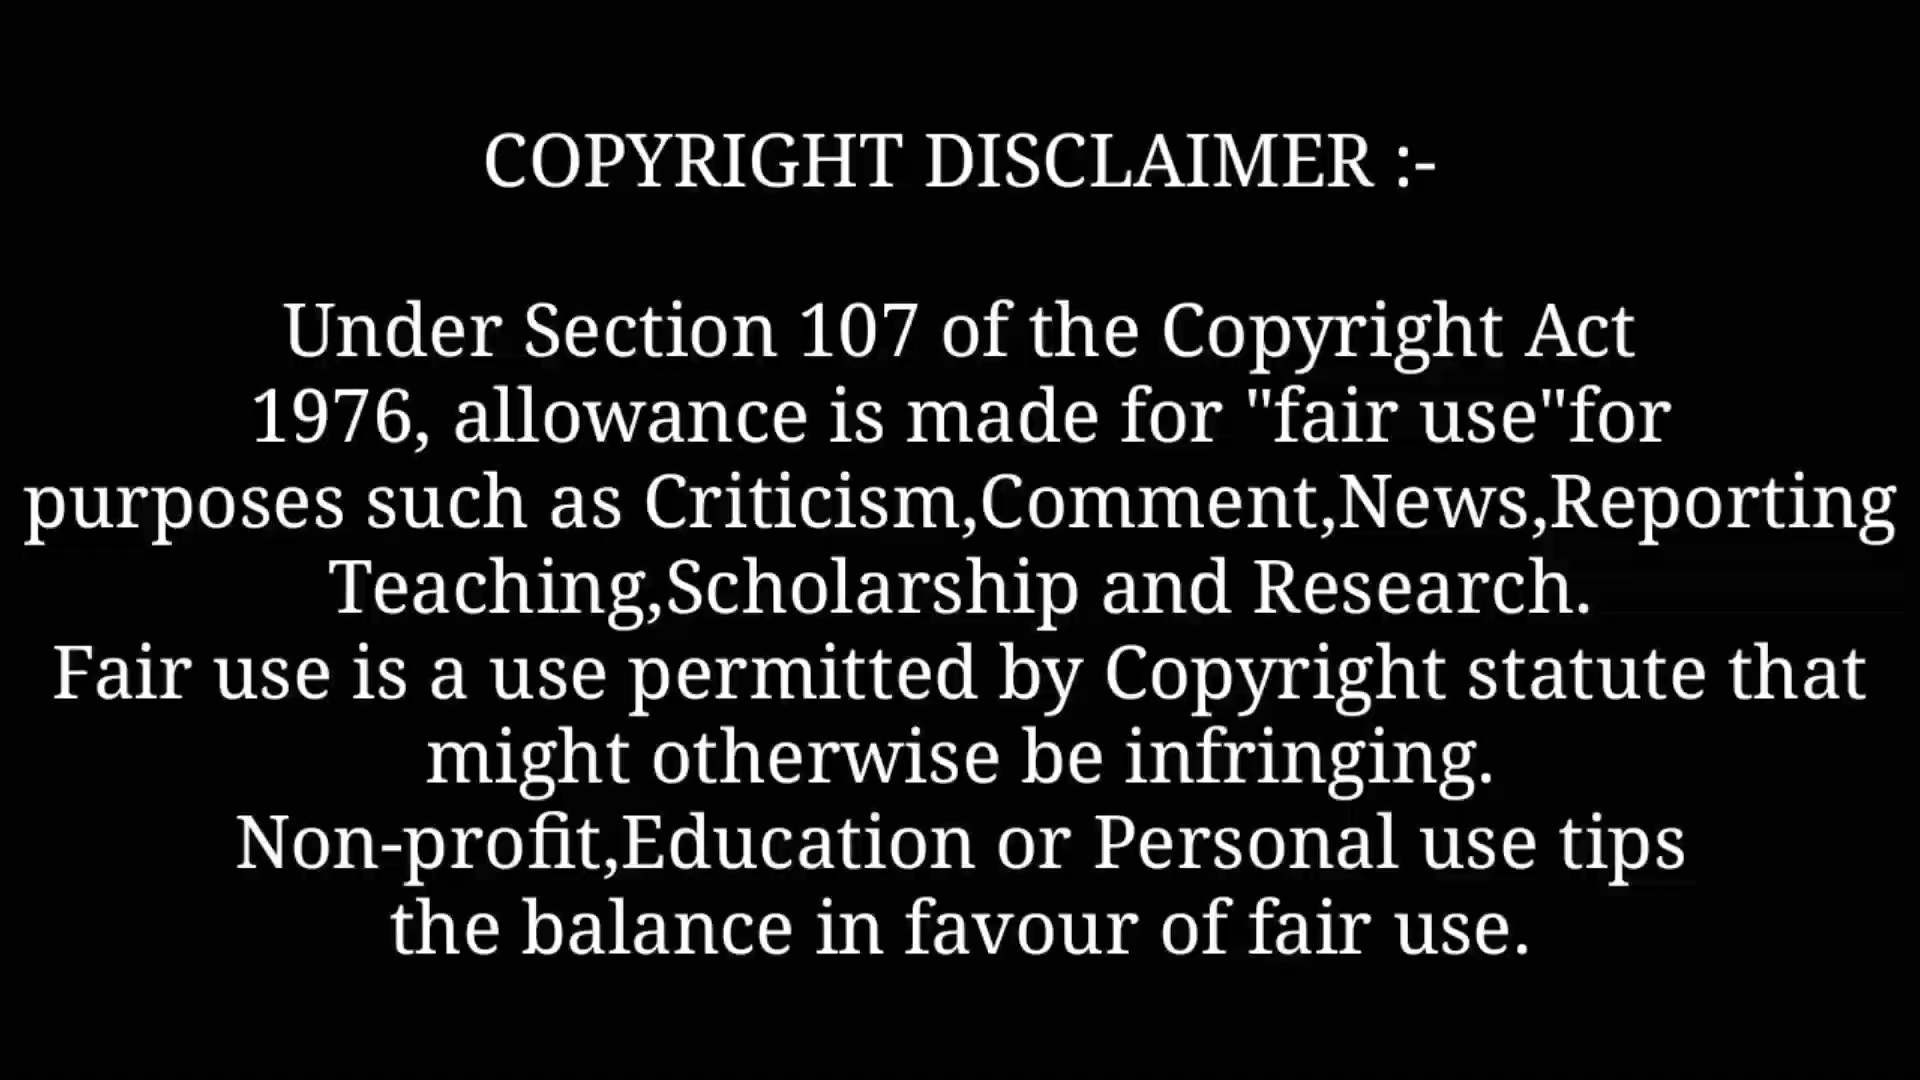 COPYRIGHT DISCLAIMER :-
Under Section 107 of the Copyright Act
1976, allowance is made for "fair use"for
purposes such as Criticism,Comment,News,Reporting
Teaching,Scholarship and Research.
Fair use is a use permitted by Copyright statute that
might otherwise be infringing.
Non-profit,Education or Personal use tips
the balance in favour of fair use.